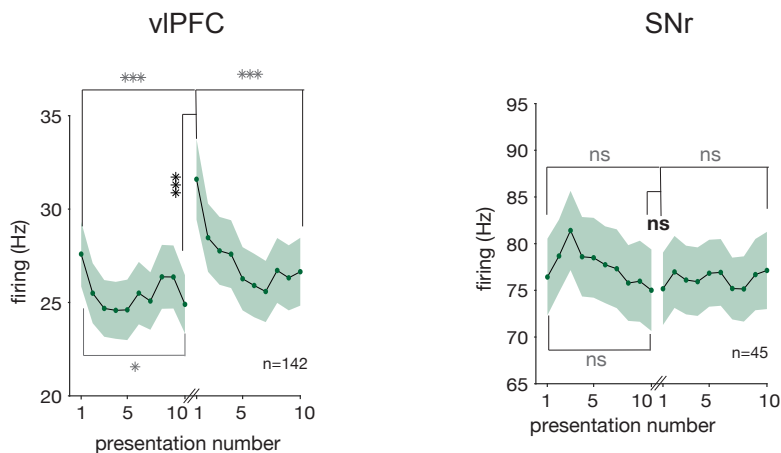 vlPFC
SNr
*** ***
35
30
25
20
firing (Hz)
***
*
n=142
1 5 10 1 5 10
presentation number
95
90
85
80
75
70
65
firing (Hz)
ns ns
ns
ns
n=45
1 5 10 1 5 10
presentation number